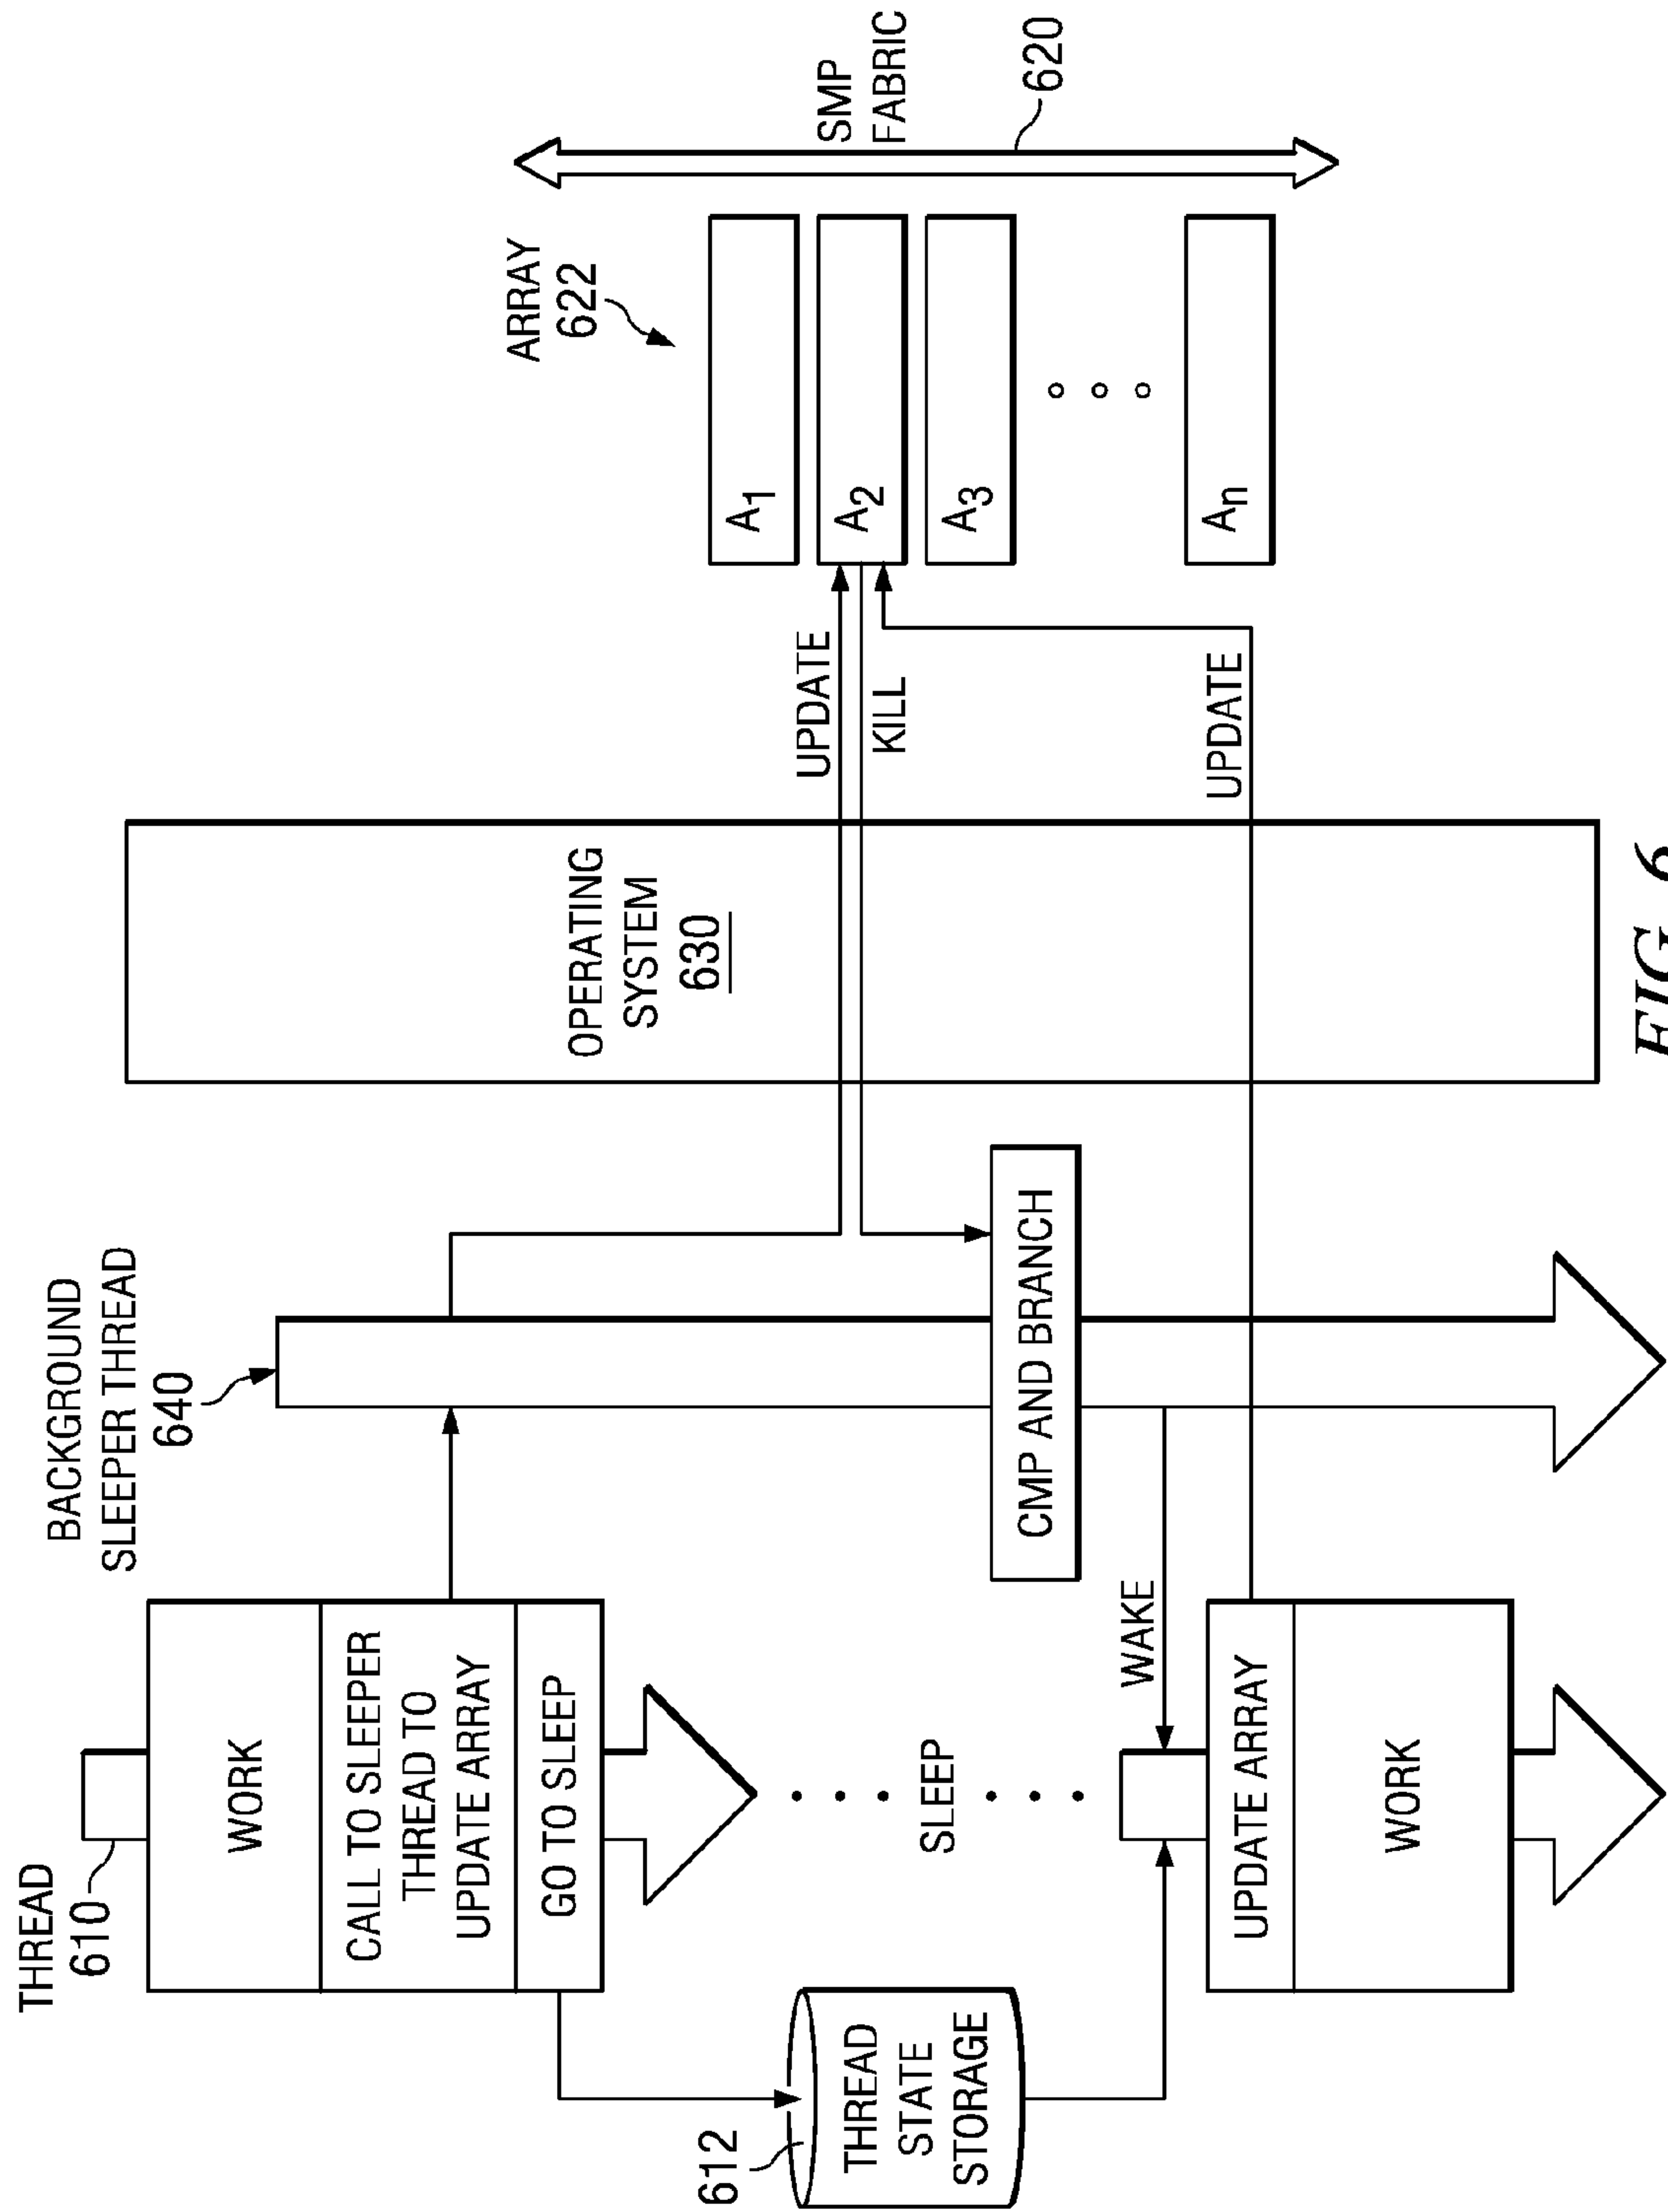 THREAD
610
WORK
CALL TO SLEEPER
THREAD TO
UPDATE ARRAY
GO TO SLEEP
612
THREAD
STATE
STORAGE
SLEEP
WAKE
UPDATE ARRAY
WORK
BACKGROUND
SLEEPER THREAD
640
CMP AND BRANCH
OPERATING
SYSTEM
630
UPDATE
KILL
UPDATE
ARRAY
622
A1
A2
A3
An
SMP
FABRIC
620
FIG. 6